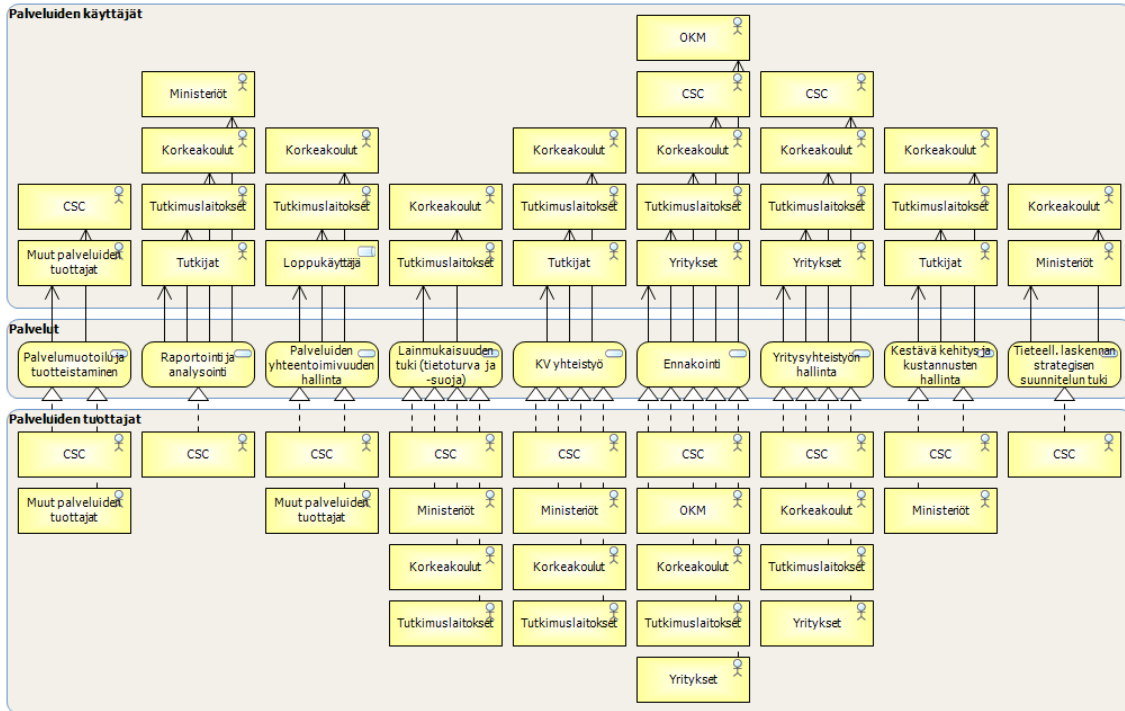 Palveluiden käyttäjät
OKM
Ministeriöt
CSC
CSC
Korkeakoulut
Korkeakoulut
Korkeakoulut
Korkeakoulut
Korkeakoulut
Korkeakoulut
CSC
Tutkimuslaitokset
Tutkimuslaitokset
Korkeakoulut
Tutkimuslaitokset
Tutkimuslaitokset
Tutkimuslaitokset
Tutkimuslaitokset
Korkeakoulut
Muut palveluiden
tuottajat
Tutkijat
Loppukäyttäjä
Tutkimuslaitokset
Tutkijat
Yritykset
Yritykset
Tutkijat
Ministeriöt
Palvelut
Palvelumuotoilu ja
tuotteistaminen
Raportointi ja
analysointi
Palveluiden
yhteentoimivuuden
hallinta
Lainmukaisuuden
tuki (tietoturva ja
-suoja)
KV yhteistyö
Ennakointi
Yritysyhteistyön
hallinta
Kestävä kehitys ja
kustannusten
hallinta
Tieteell. laskennan
strategisen
suunnitelun tuki
Palveluiden tuottajat
CSC
CSC
CSC
CSC
CSC
CSC
CSC
CSC
CSC
Muut palveluiden
tuottajat
Muut palveluiden
tuottajat
Ministeriöt
Ministeriöt
OKM
Korkeakoulut
Ministeriöt
Korkeakoulut
Korkeakoulut
Korkeakoulut
Tutkimuslaitokset
Tutkimuslaitokset
Tutkimuslaitokset
Tutkimuslaitokset
Yritykset
Yritykset